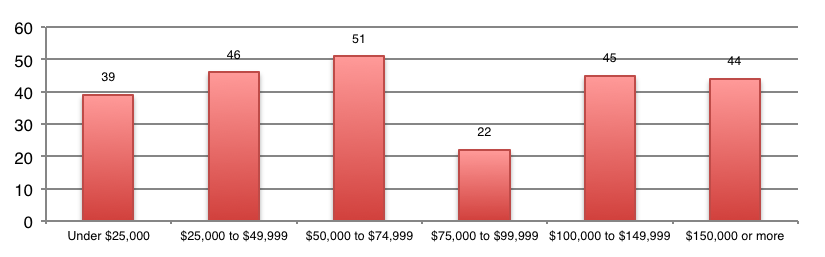 60
50
40
30
20
10
0
39
46
51
22
45
44
Under $25,000
$25,000 to $49,999
$50,000 to $74,999
$75,000 to $99,999
$100,000 to $149,999
$150,000 or more